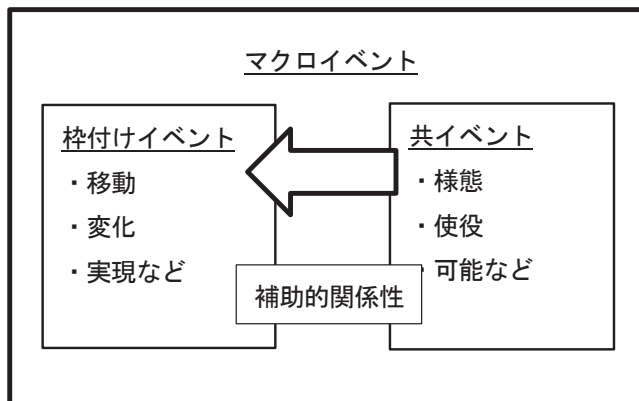 マクロイベント
枠付けイベント
・移動
・変化
・実現など
共イベント
・様態
・使役
・可能など
補助的関係性